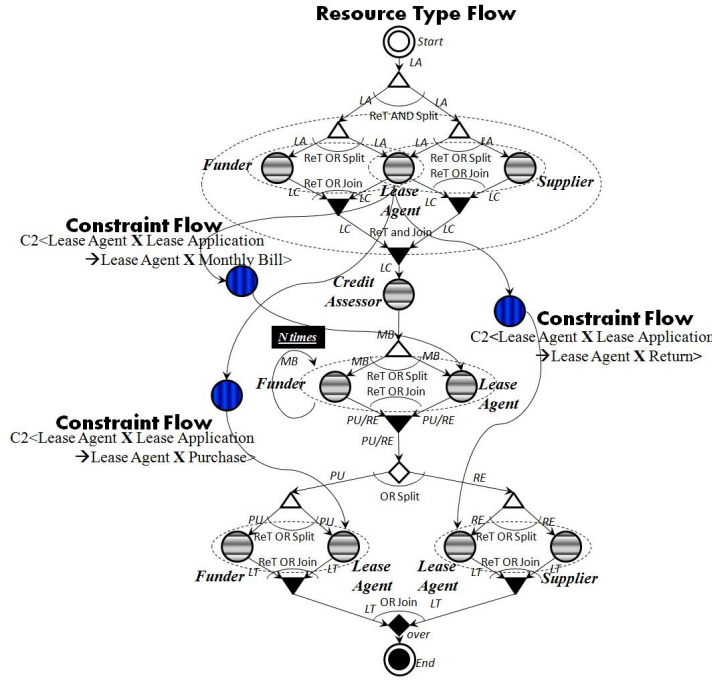 Resource Type Flow
Start
LA
LA
LA
ReT AND Split
LA
LA
LA
LA
Funder
ReT OR Split
ReT OR Split
ReT OR Join
ReT OR Join
Lease
Agent
Supplier
LC
LC
LC
LC
Constraint Flow
C2<Lease Agent X Lease Application
→Lease Agent X Monthly Bill>
LC
ReT and Join
LC
LC
Credit
Assessor
Constraint Flow
C2<Lease Agent X Lease Application
→Lease Agent X Return>
N times
MB
MB
MB
MB
Funder
ReT OR Split
ReT OR Join
Lease
Agent
PU/RE
PU/RE
PU/RE
Constraint Flow
C2<Lease Agent X Lease Application
→Lease Agent X Purchase>
PU
RE
OR Split
PU
PU
RE
RE
ReT OR Split
ReT OR Split
ReT OR Join
ReT OR Join
Funder
LT
LT
Lease
Agent
Lease
Agent
LT
LT
Supplier
LT
OR Join
LT
over
End